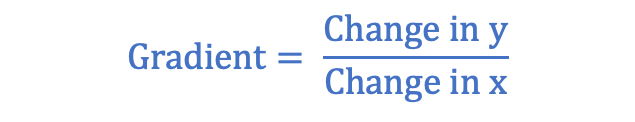 Change in y
Gradient =
Change in x